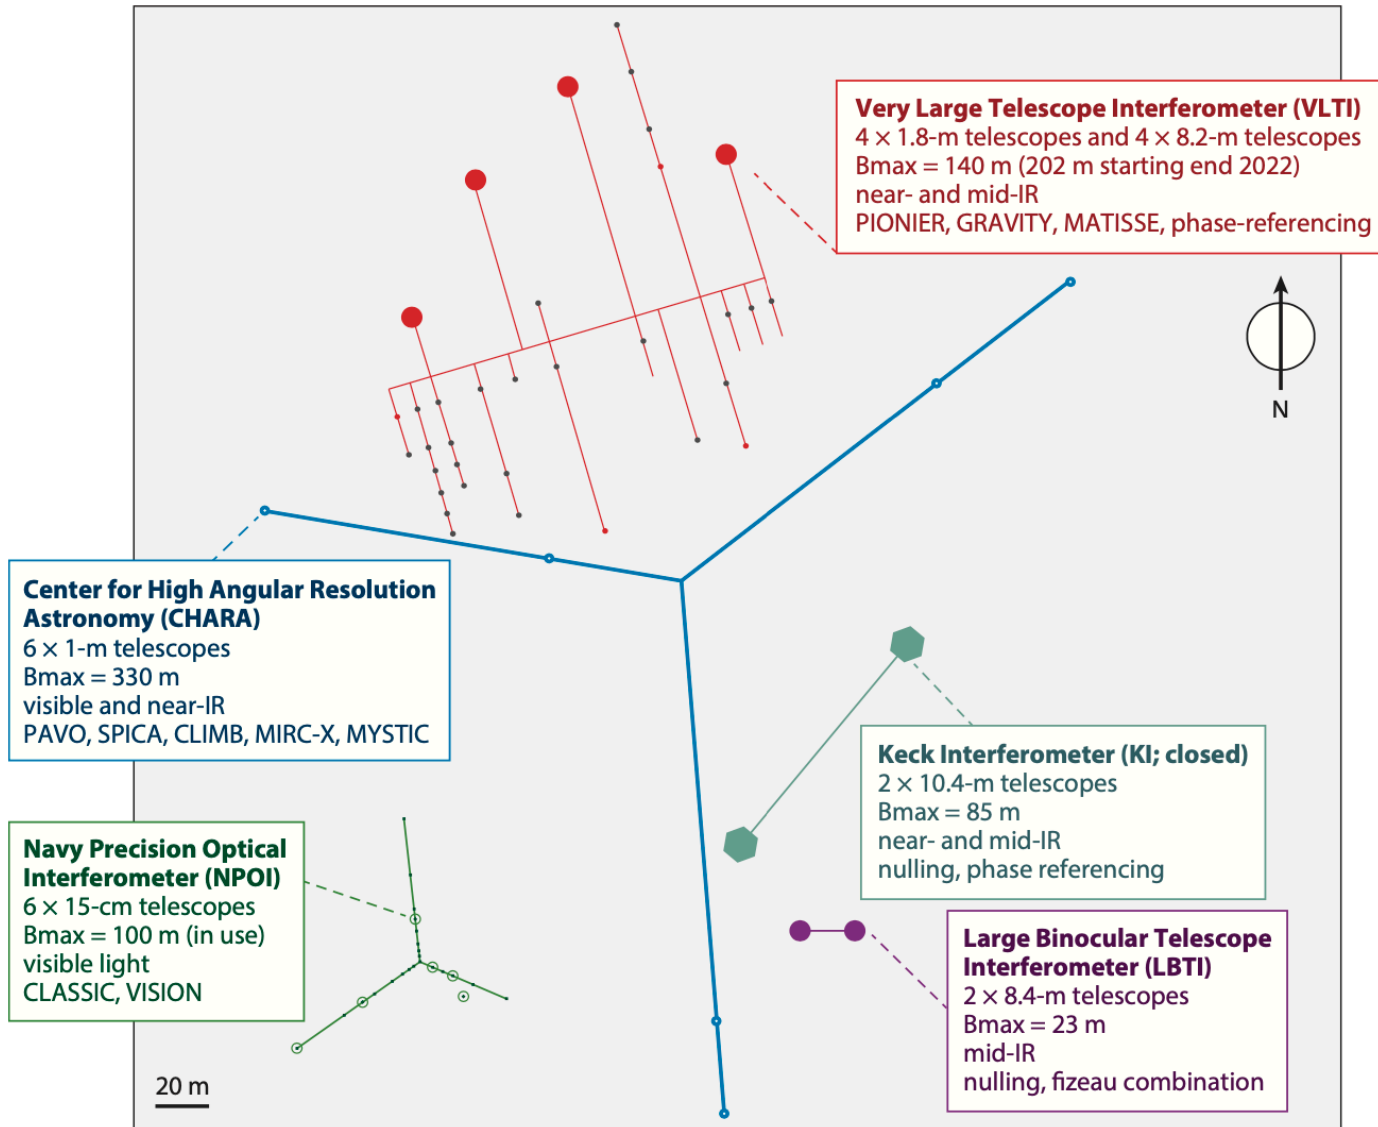 Very Large Telescope Interferometer (VLTI)
4 × 1.8-m telescopes and 4 × 8.2-m telescopes
Bmax = 140 m (202 m starting end 2022)
near- and mid-IR
PIONIER, GRAVITY, MATISSE, phase-referencing
N
Center for High Angular Resolution
Astronomy (CHARA)
6 × 1-m telescopes
Bmax = 330 m
visible and near-IR
PAVO, SPICA, CLIMB, MIRC-X, MYSTIC
Keck Interferometer (KI; closed)
2 × 10.4-m telescopes
Bmax = 85 m
near- and mid-IR
nulling, phase referencing
Navy Precision Optical
Interferometer (NPOI)
6 × 15-cm telescopes
Bmax = 100 m (in use)
visible light
CLASSIC, VISION
Large Binocular Telescope
Interferometer (LBTI)
2 × 8.4-m telescopes
Bmax = 23 m
mid-IR
nulling, fizeau combination
20 m